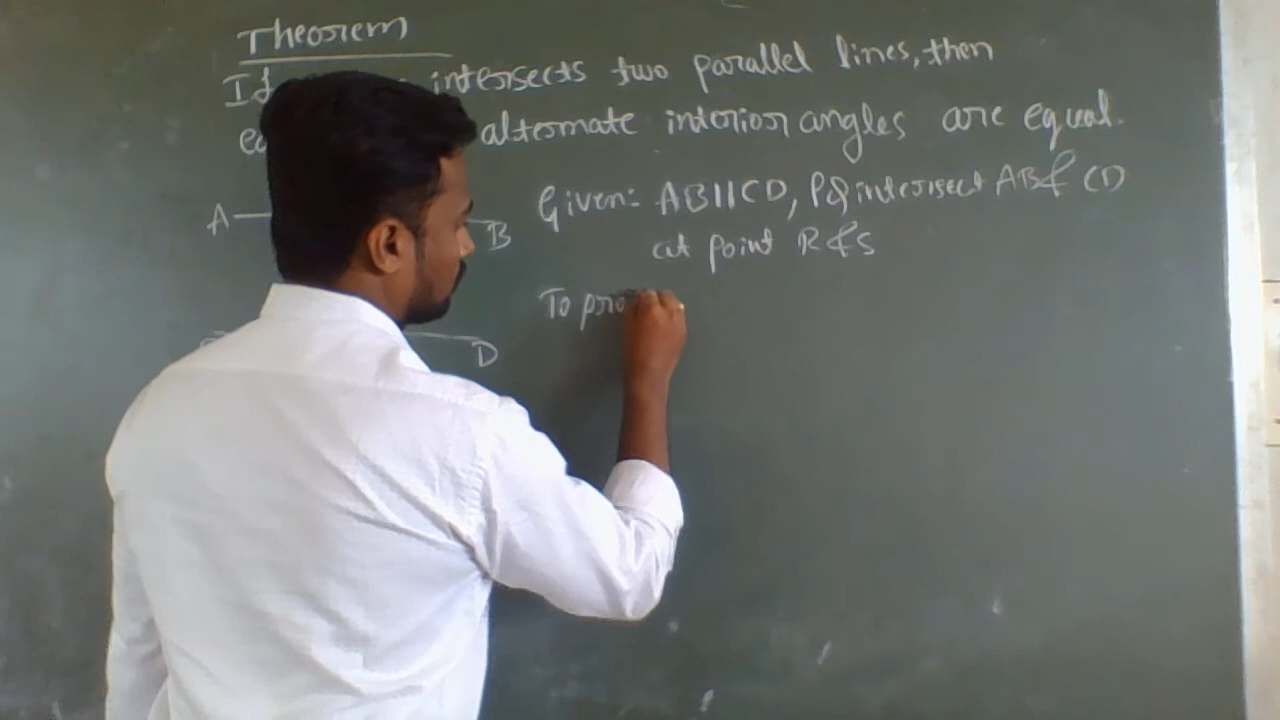 Theorem
If intersects two parallel lines, then
alternate interior angles are equal.
A B
Given:- AB||CD, PQ intersect AB & CD
at point R & S
To pro
D